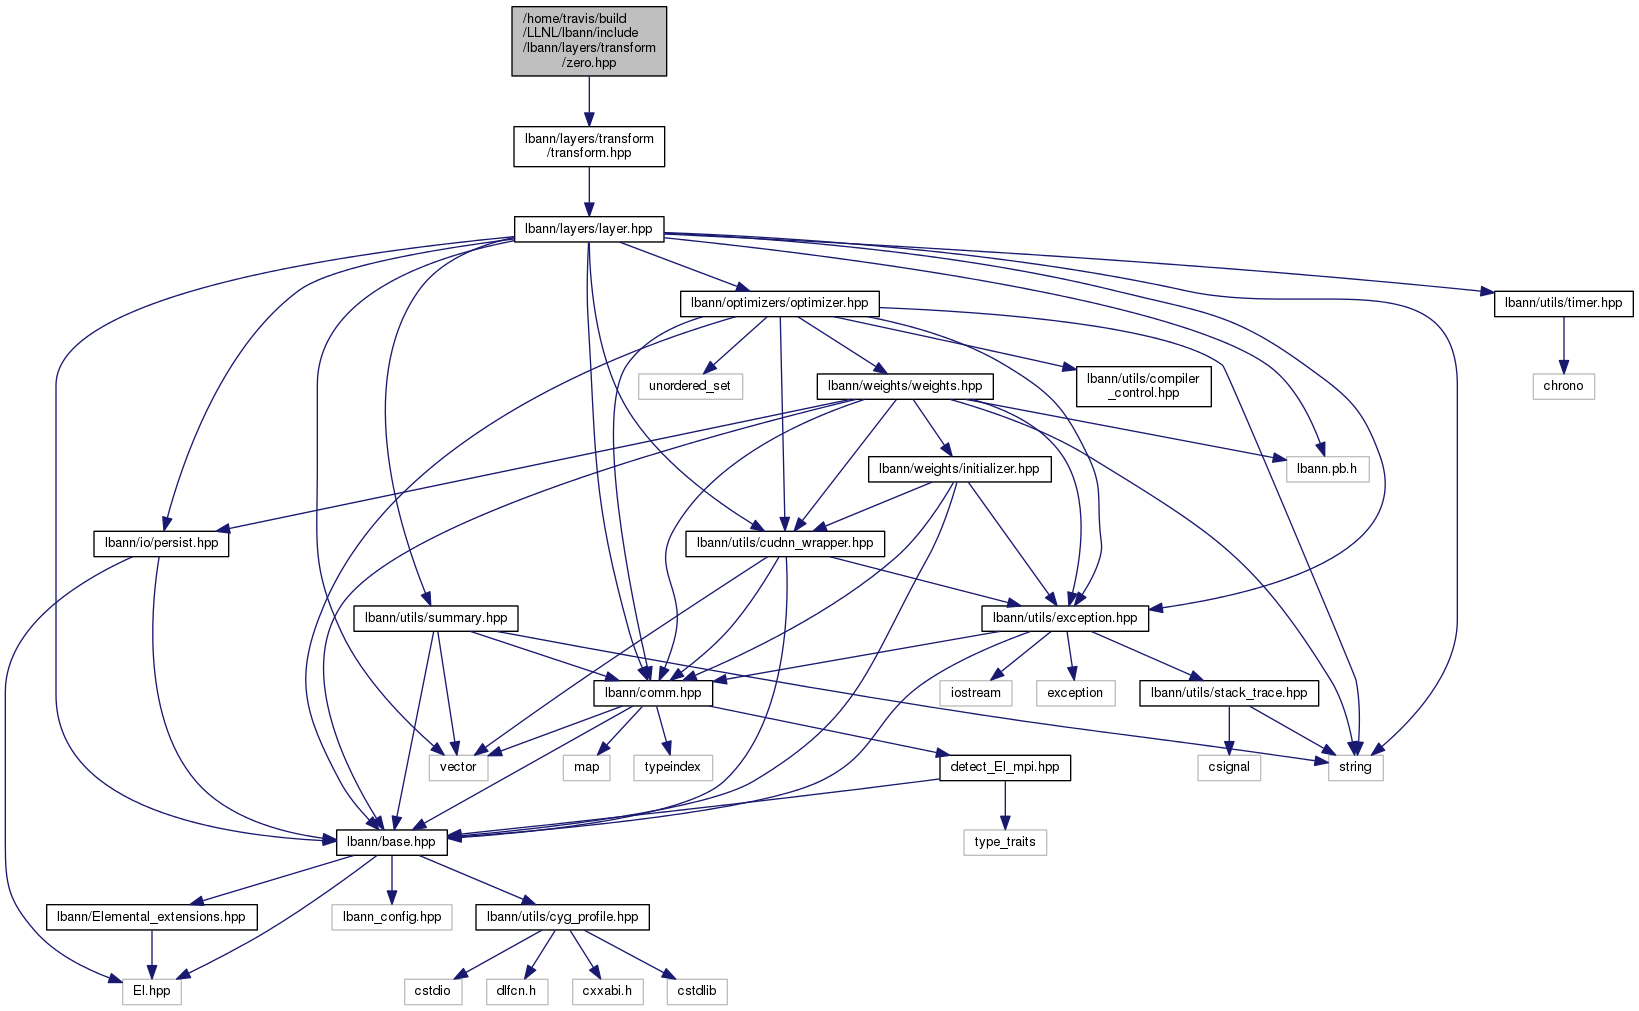 /home/travis/build
/LLNL/lbann/include
/lbann/layers/transform
/zero.hpp
lbann/layers/transform
/transform.hpp
lbann/layers/layer.hpp
lbann/optimizers/optimizer.hpp
lbann/utils/timer.hpp
unordered_set
lbann/weights/weights.hpp
lbann/utils/compiler
_control.hpp
chrono
lbann/weights/initializer.hpp
lbann.pb.h
lbann/io/persist.hpp
lbann/utils/cudnn_wrapper.hpp
lbann/utils/summary.hpp
lbann/utils/exception.hpp
lbann/comm.hpp
iostream
exception
lbann/utils/stack_trace.hpp
vector
map
typeindex
detect_El_mpi.hpp
csignal
string
lbann/base.hpp
type_traits
lbann/Elemental_extensions.hpp
lbann_config.hpp
lbann/utils/cyg_profile.hpp
El.hpp
cstdio
dlfcn.h
cxxabi.h
cstdlib